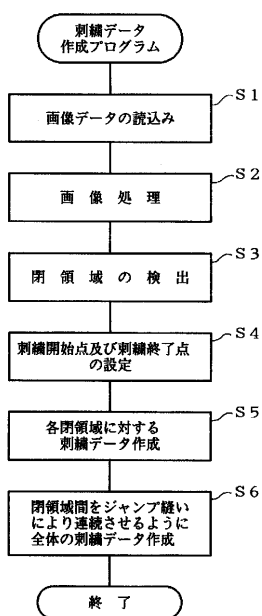 刺繍データ
作成プログラム
S1
画像データの読込み
S2
画像処理
S3
閉領域の検出
S4
刺繍開始点及び刺繍終了点
の設定
S5
各閉領域に対する
刺繍データ作成
S6
閉領域間をジャンプ縫い
により連続させるように
全体の刺繍データ作成
終了